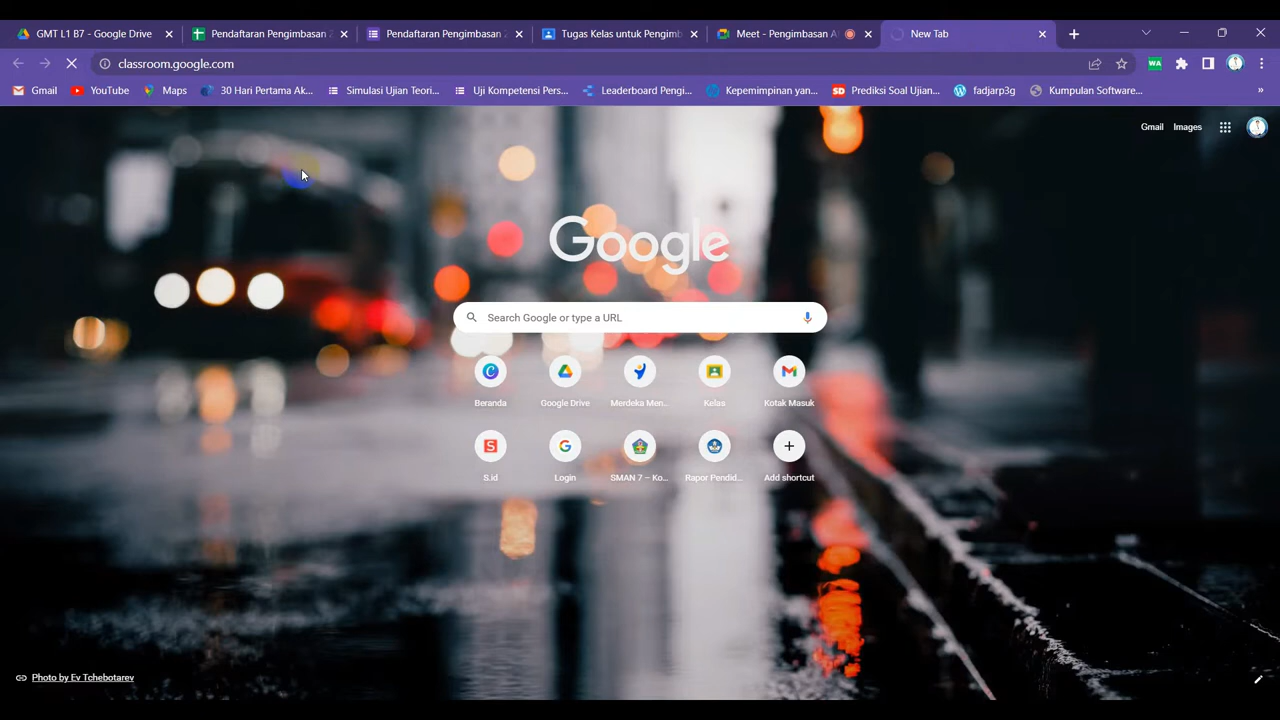 GMT L1 B7 - Google Drive
Pendaftaran Pengimbasan
Pendaftaran Pengimbasan
Tugas Kelas untuk Pengimb
Meet - Pengimbasan A
New Tab
classroom.google.com
WA
Gmail
YouTube
Maps
30 Hari Pertama Ak...
Simulasi Ujian Teori...
Uji Kompetensi Pers...
Leaderboard Pengi...
Kepemimpinan yan...
SD
Prediksi Soal Ujian...
fadjarp3g
Kumpulan Software...
»
Gmail
Images
Google
Search Google or type a URL
Beranda
Google Drive
Merdeka Men...
Kelas
Kotak Masuk
S.id
Login
SMAN 7 – Ko...
Rapor Pendid...
Add shortcut
Photo by Ev Tchebotarev